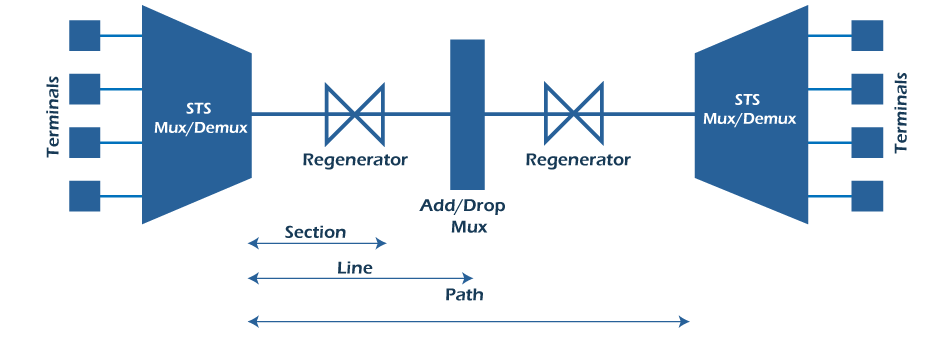 Terminals
STS
Mux/Demux
Regenerator
Add/Drop
Mux
Regenerator
STS
Mux/Demux
Terminals
Section
Line
Path